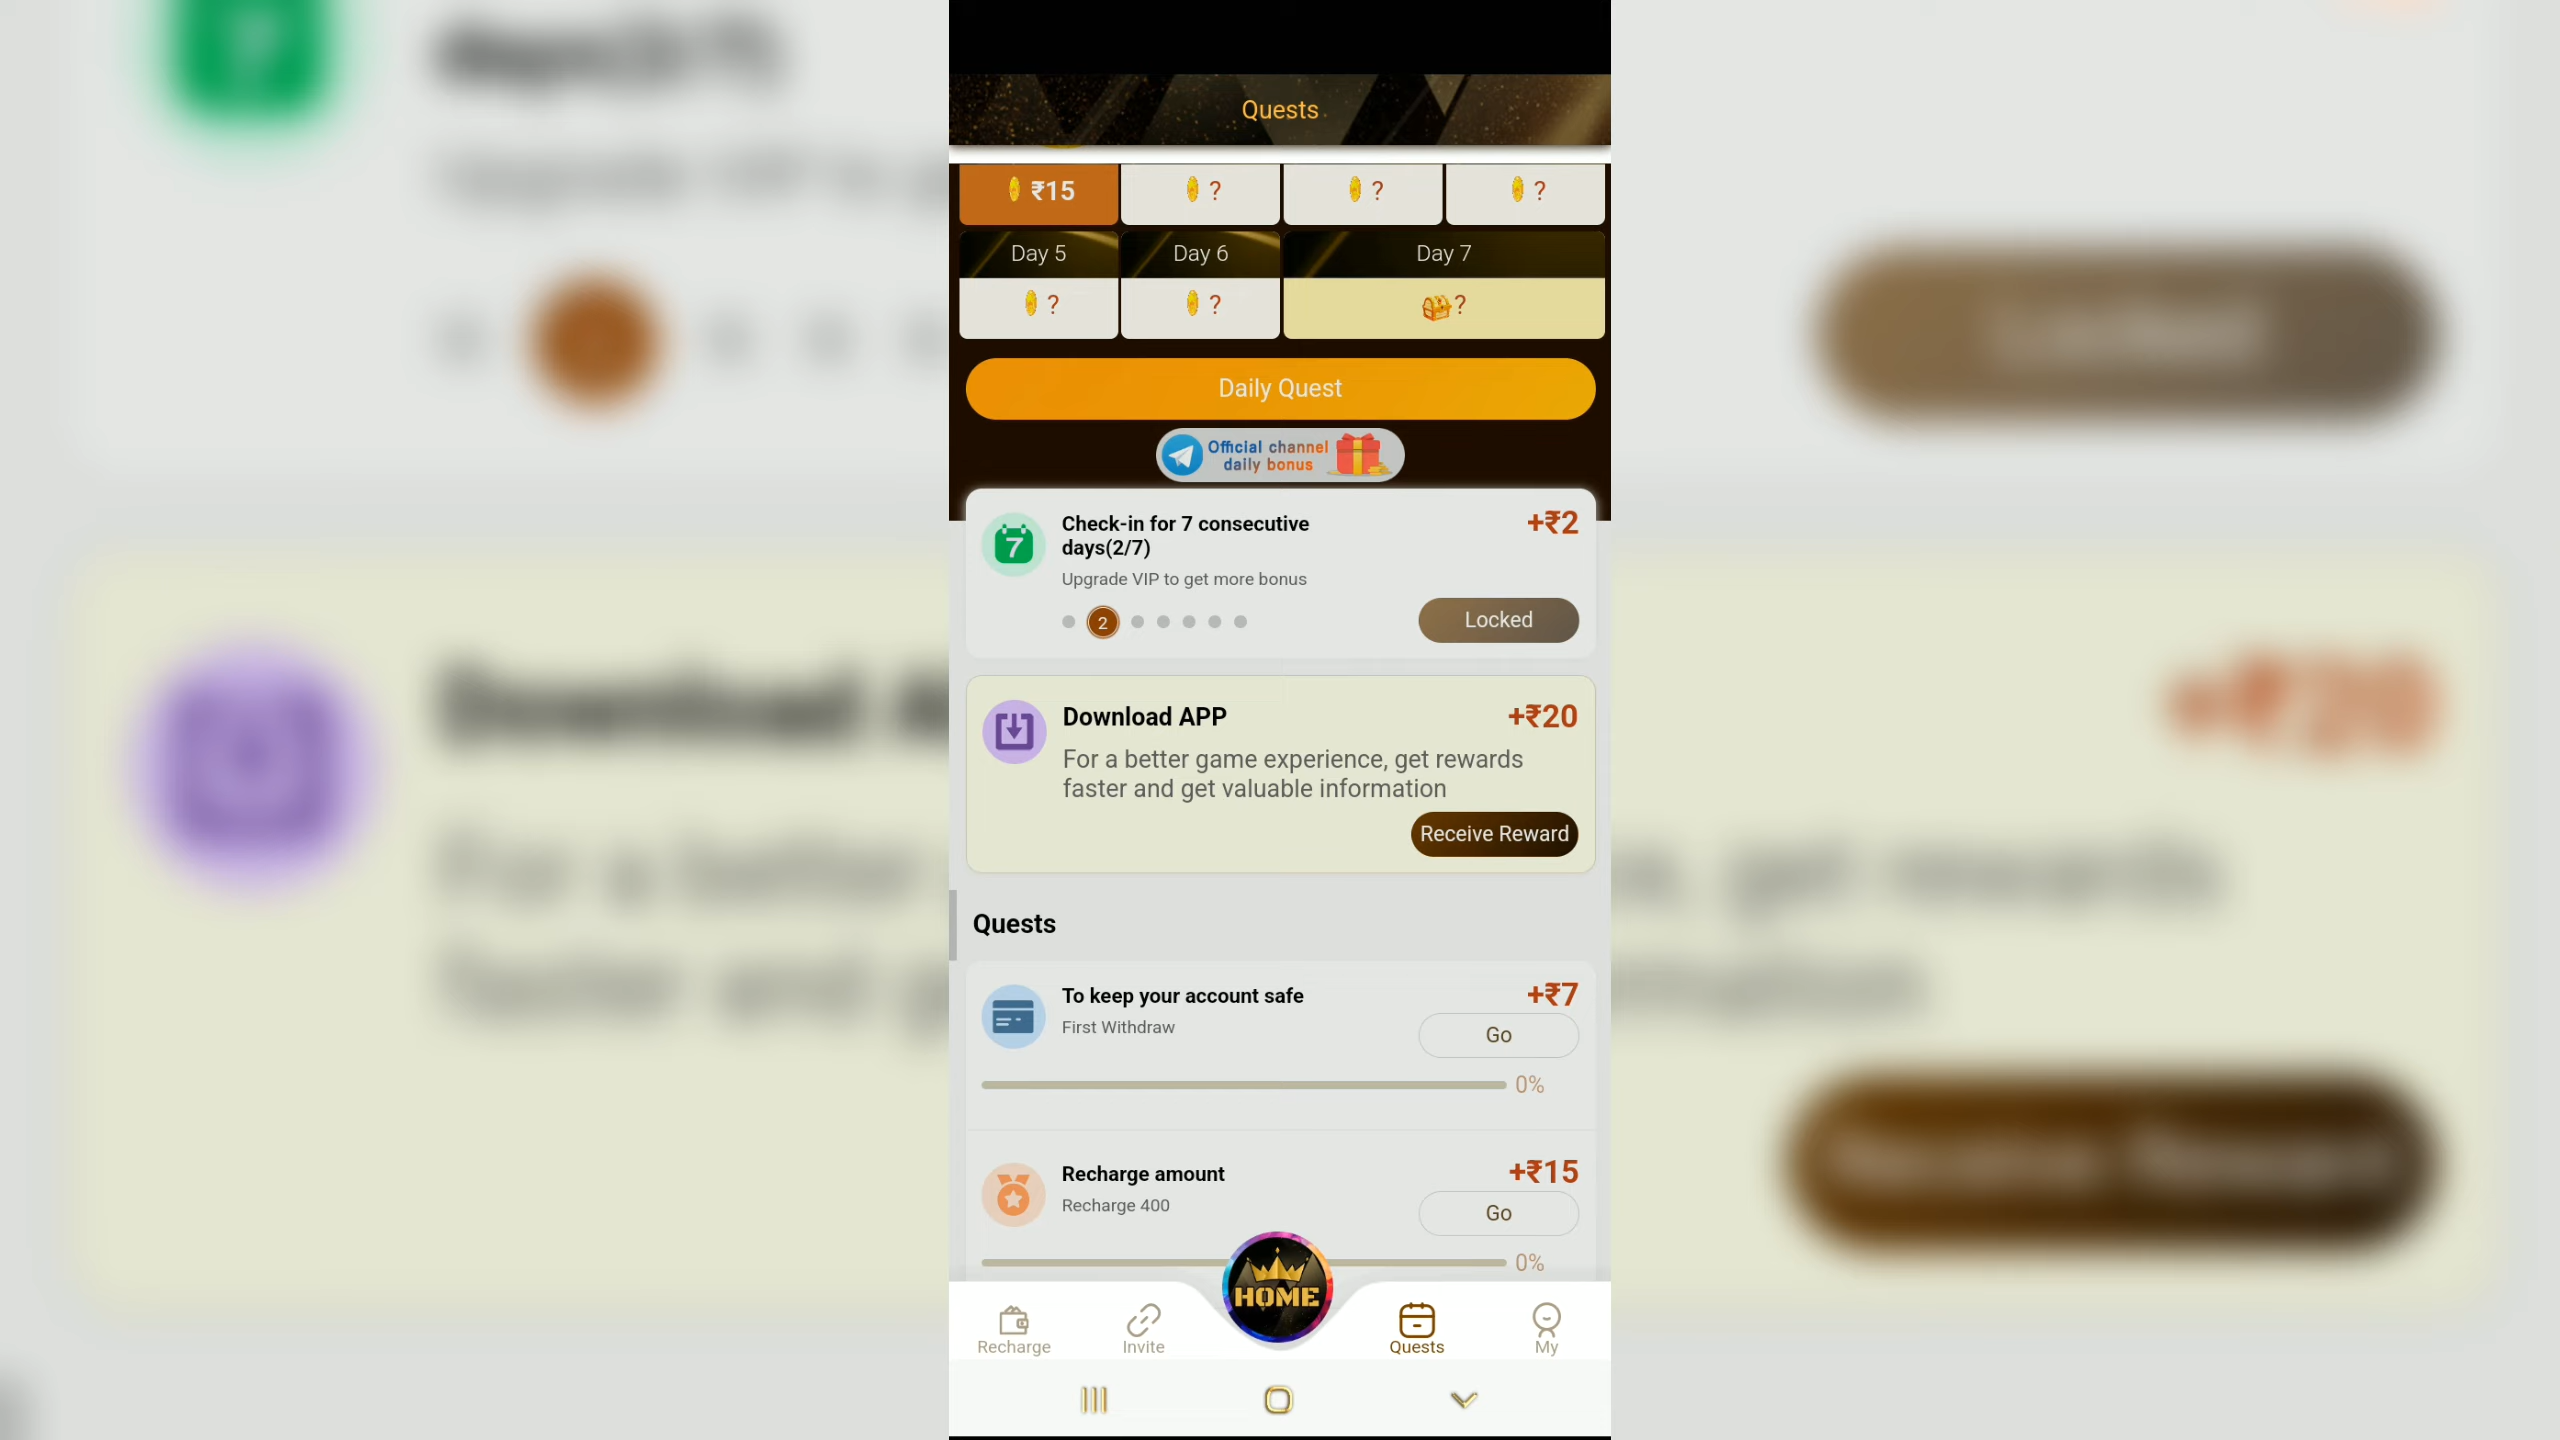 Quests
₹15 ? ? ?
Day 5 Day 6 Day 7
? ? ?
Daily Quest
Official channel
daily bonus
7
Check-in for 7 consecutive
days(2/7)
+₹2
Upgrade VIP to get more bonus
2
Locked
Download APP
+₹20
For a better game experience, get rewards
faster and get valuable information
Receive Reward
Quests
To keep your account safe
+₹7
First Withdraw
Go
0%
Recharge amount
+₹15
Recharge 400
Go
0%
HOME
Recharge Invite Quests My